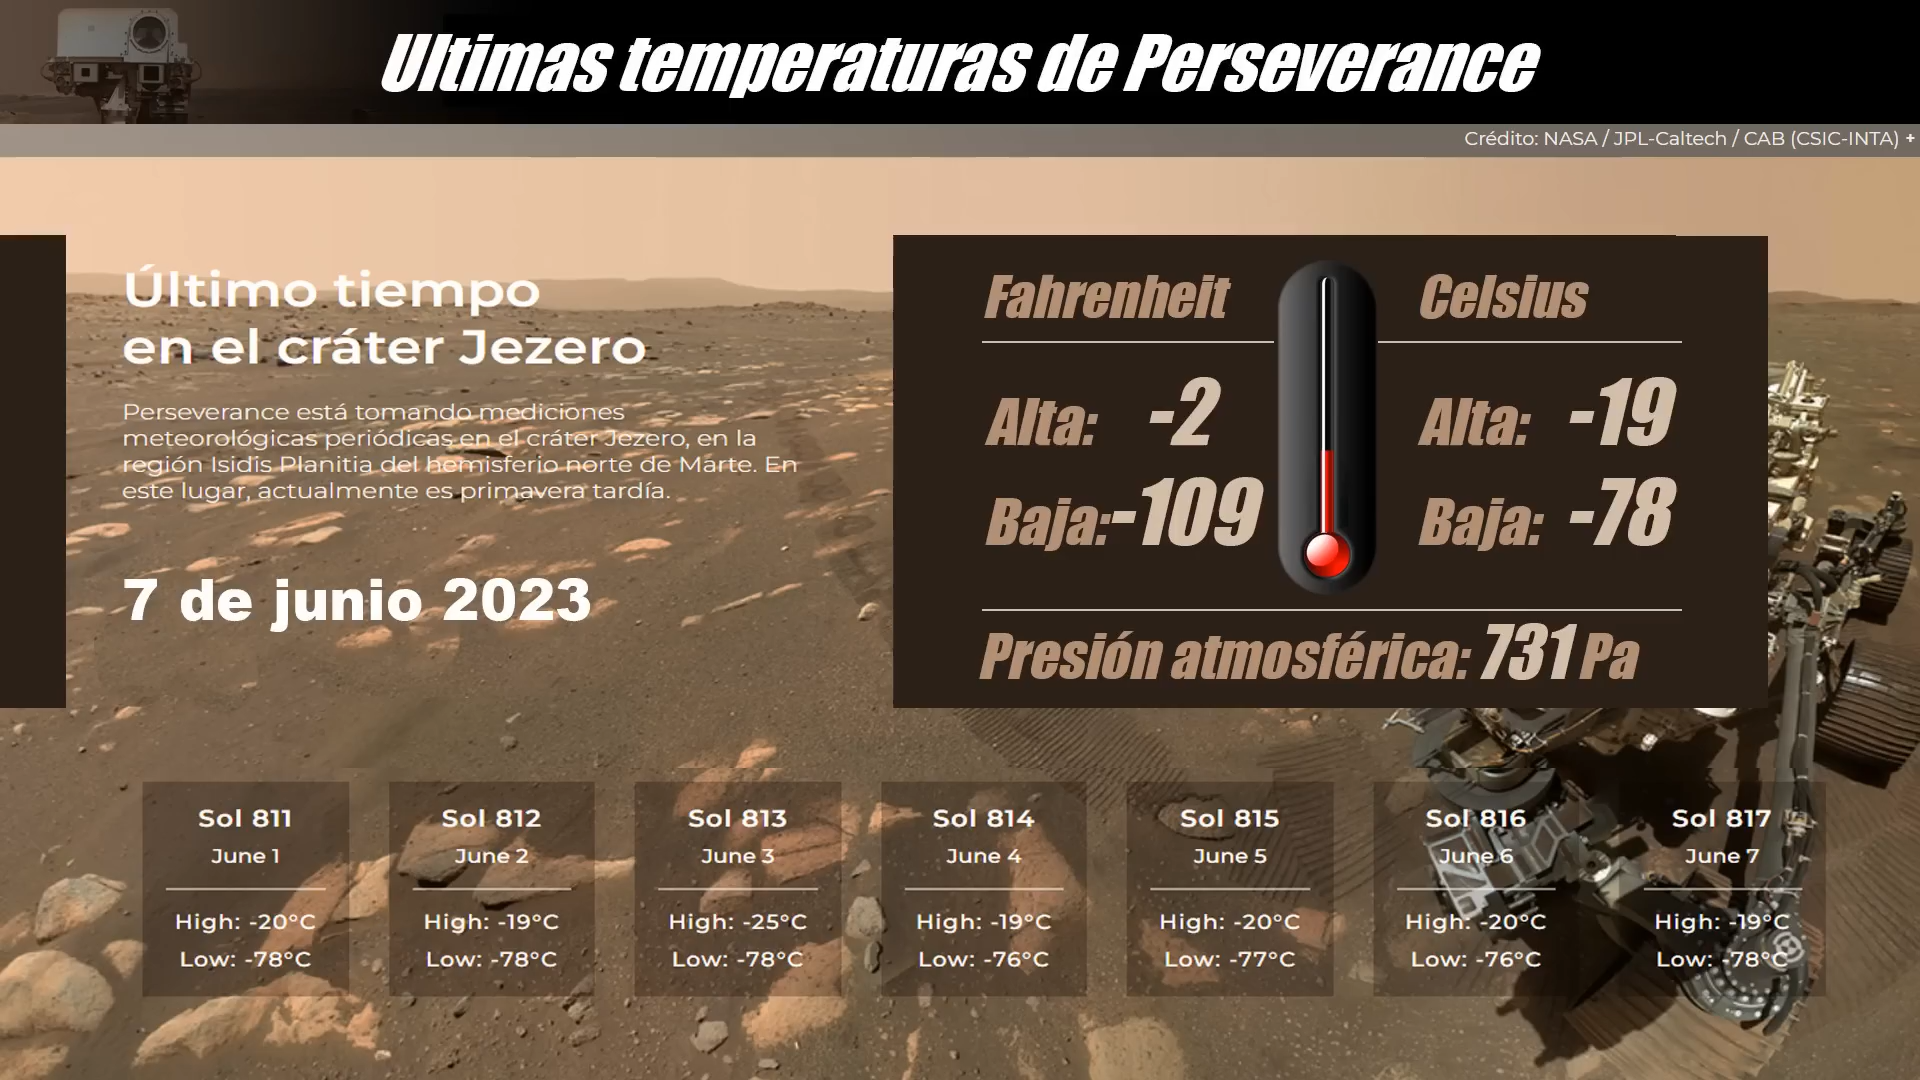 Ultimas temperaturas de Perseverance
Crédito: NASA / JPL-Caltech / CAB (CSIC-INTA) +
Último tiempo
en el cráter Jezero
Perseverance está tomando mediciones
meteorológicas periódicas en el cráter Jezero, en la
región Isidis Planitia del hemisferio norte de Marte. En
este lugar, actualmente es primavera tardía.
7 de junio 2023
Fahrenheit
Alta: -2
Baja:-109
Celsius
Alta: -19
Baja: -78
Presión atmosférica: 731 Pa
Sol 811
June 1
High: -20°C
Low: -78°C
Sol 812
June 2
High: -19°C
Low: -78°C
Sol 813
June 3
High: -25°C
Low: -78°C
Sol 814
June 4
High: -19°C
Low: -76°C
Sol 815
June 5
High: -20°C
Low: -77°C
Sol 816
June 6
High: -20°C
Low: -76°C
Sol 817
June 7
High: -19°C
Low: -78°C